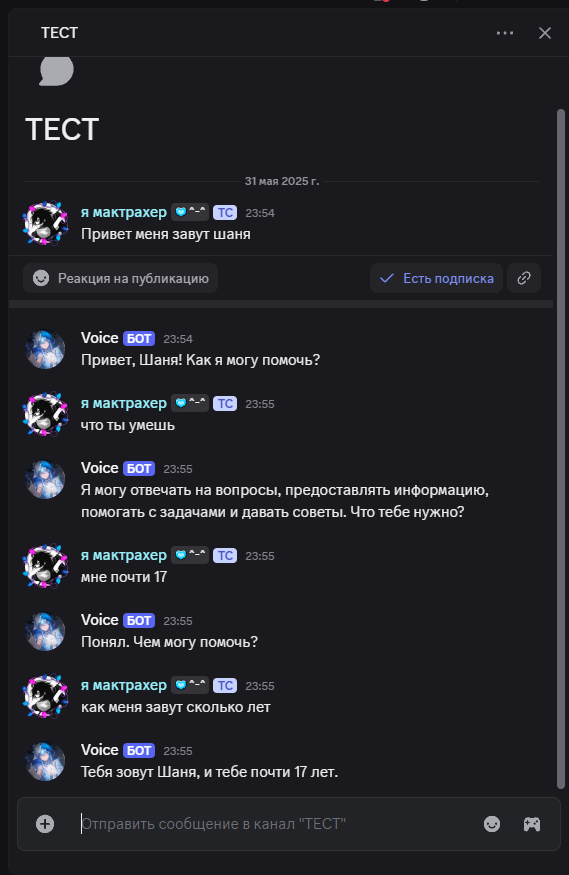 ТЕСТ
ТЕСТ
31 мая 2025 г.
я мактрахер ^-^ ТС 23:54
Привет меня завут шаня
Реакция на публикацию
Есть подписка
Voice БОТ 23:54
Привет, Шаня! Как я могу помочь?
я мактрахер ^-^ ТС 23:55
что ты умешь
Voice БОТ 23:55
Я могу отвечать на вопросы, предоставлять информацию,
помогать с задачами и давать советы. Что тебе нужно?
я мактрахер ^-^ ТС 23:55
мне почти 17
Voice БОТ 23:55
Понял. Чем могу помочь?
я мактрахер ^-^ ТС 23:55
как меня завут сколько лет
Voice БОТ 23:55
Тебя зовут Шаня, и тебе почти 17 лет.
Отправить сообщение в канал "ТЕСТ"